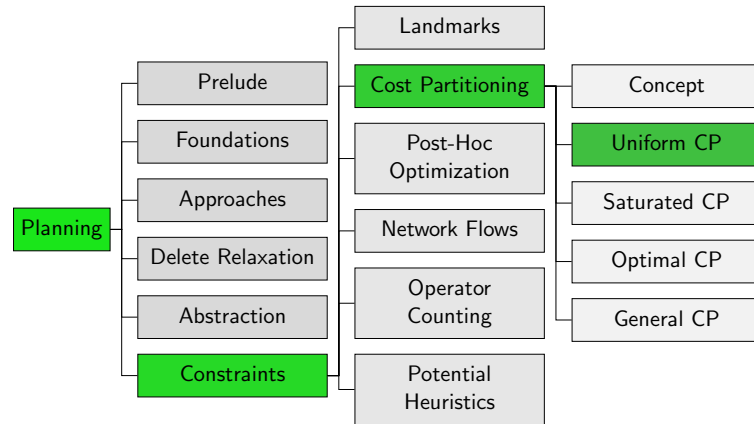 Planning
Prelude
Foundations
Approaches
Delete Relaxation
Abstraction
Constraints
Landmarks
Cost Partitioning
Post-Hoc
Optimization
Network Flows
Operator
Counting
Potential
Heuristics
Concept
Uniform CP
Saturated CP
Optimal CP
General CP